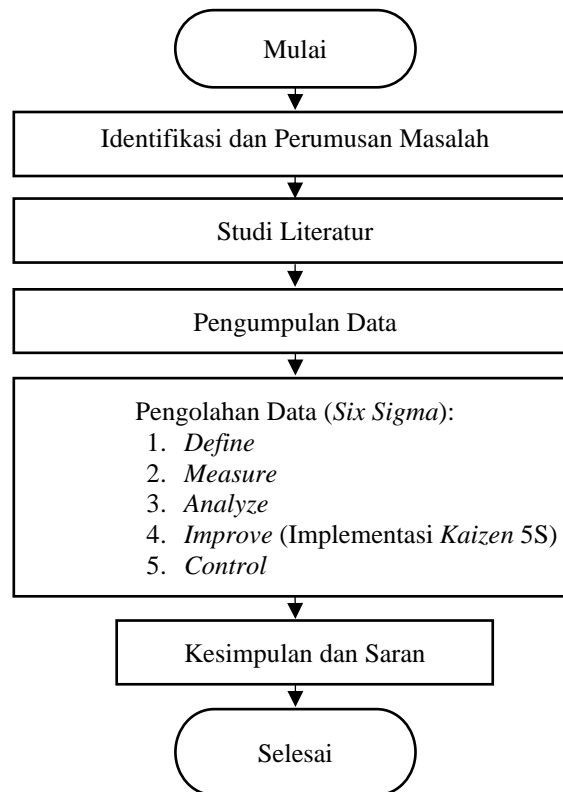 Mulai
Identifikasi dan Perumusan Masalah
Studi Literatur
Pengumpulan Data
Pengolahan Data (Six Sigma):
1. Define
2. Measure
3. Analyze
4. Improve (Implementasi Kaizen 5S)
5. Control
Kesimpulan dan Saran
Selesai